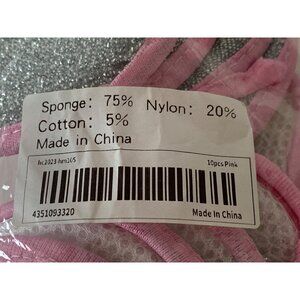 Sponge: 75% Nylon: 20%
Cotton: 5%
Made in China
10pcs Pink
4351093320
Made In China